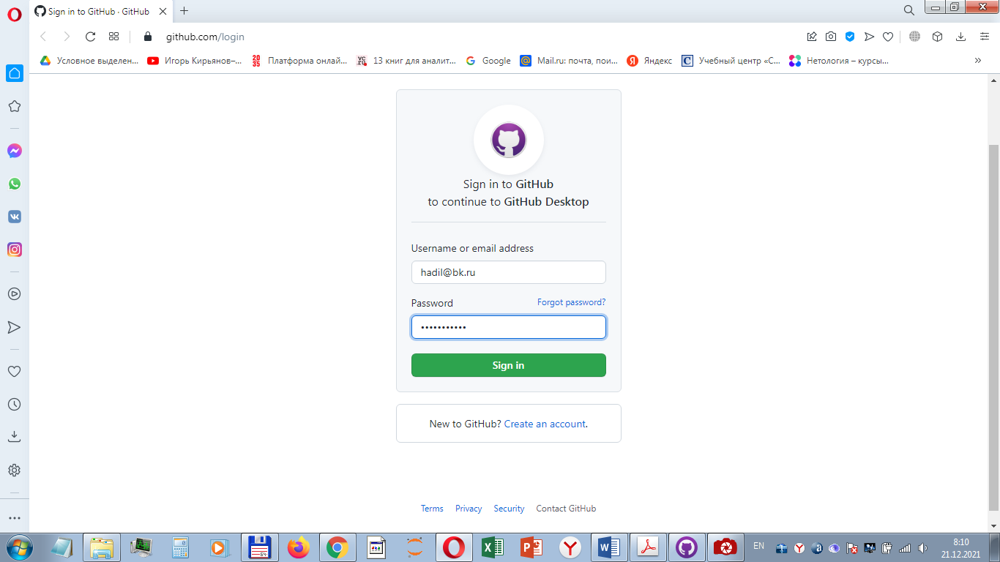 Sign in to GitHub · GitHub
github.com/login
Условное выделен...
Игорь Кирьянов–...
20
35
Платформа онлай...
13 книг для аналит...
Google
Mail.ru: почта, пои...
Яндекс
Учебный центр «С...
Нетология – курсы...
Sign in to GitHub
to continue to GitHub Desktop
Username or email address
hadil@bk.ru
Password
Forgot password?
•••••••••••
Sign in
New to GitHub? Create an account.
Terms
Privacy
Security
Contact GitHub
EN
8:10
21.12.2021